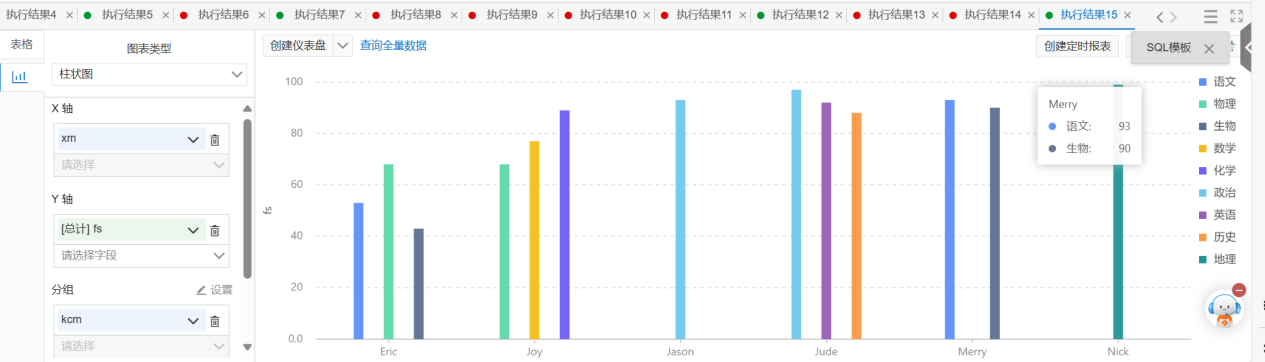 执行结果4 × 执行结果5 × 执行结果6 × 执行结果7 × 执行结果8 × 执行结果9 × 执行结果10 × 执行结果11 × 执行结果12 × 执行结果13 × 执行结果14 × 执行结果15 ×
表格
图表类型
柱状图
X 轴
xm
请选择
Y 轴
[总计] fs
请选择字段
分组
设置
kcm
请选择
创建仪表盘
查询全量数据
创建定时报表
SQL模板 ×
100
80
60
40
20
0.0
fs
Eric
Joy
Jason
Jude
Merry
Nick
Merry
语文: 93
生物: 90
语文
物理
生物
数学
化学
政治
英语
历史
地理